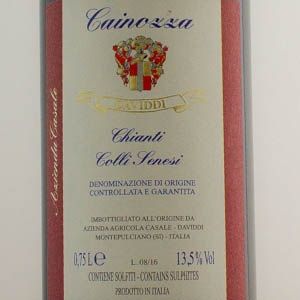 Cainozza
DAVIDDI
Chianti
Colli Senesi
DENOMINAZIONE DI ORIGINE
CONTROLLATA E GARANTITA
IMBOTTIGLIATO ALL'ORIGINE DA
AZIENDA AGRICOLA CASALE - DAVIDDI
MONTEPULCIANO (SI) - ITALIA
0,75 L e L. 08/16 13,5% Vol
CONTIENE SOLFITI - CONTAINS SULPHITES
PRODOTTO IN ITALIA
Azienda Casale